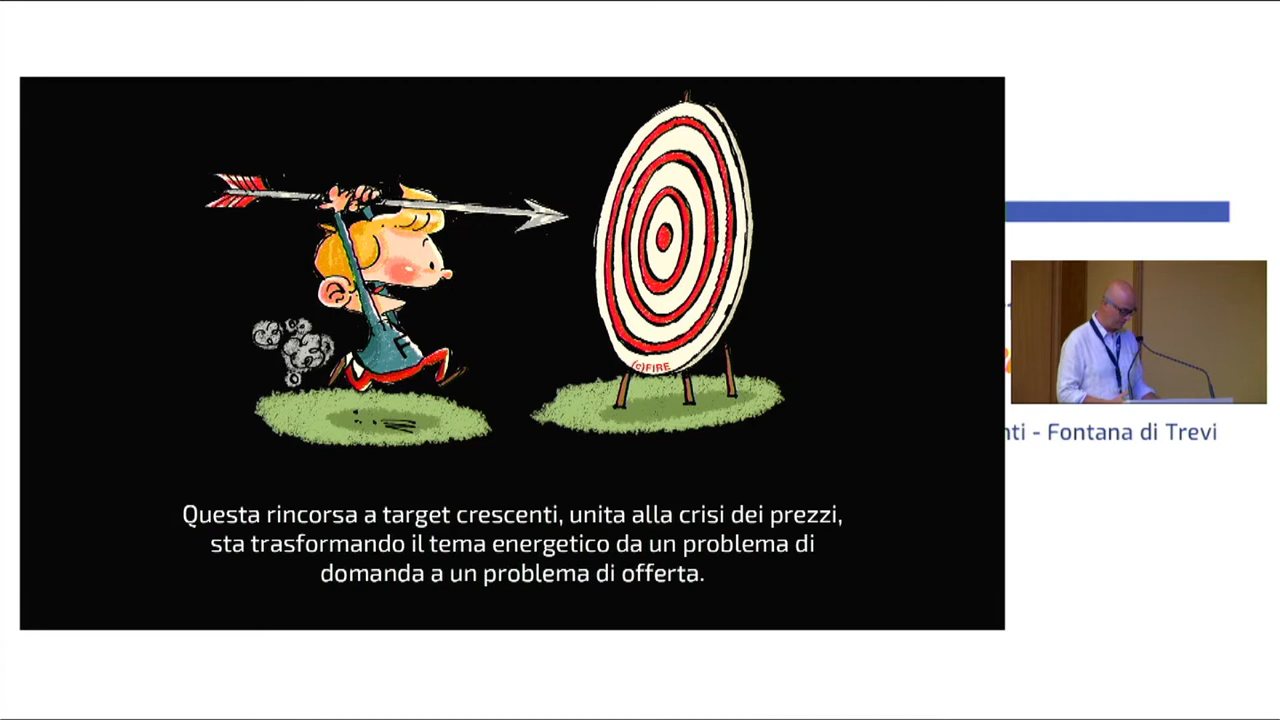 F
(c)FIRE
nti - Fontana di Trevi
Questa rincorsa a target crescenti, unita alla crisi dei prezzi,
sta trasformando il tema energetico da un problema di
domanda a un problema di offerta.